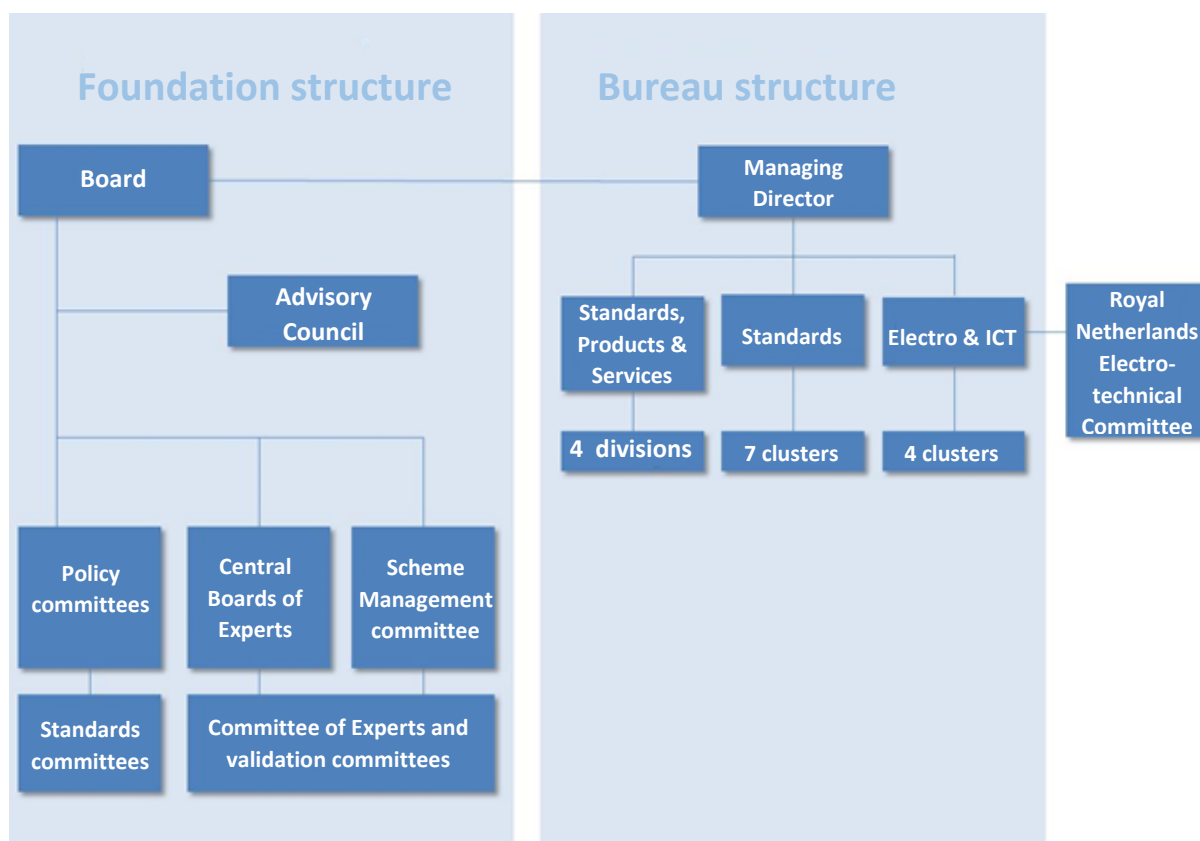 Foundation structure
Bureau structure
Board
Managing
Director
Advisory
Council
Standards,
Products &
Services
Standards
Electro & ICT
Royal
Netherlands
Electro-
technical
Committee
4 divisions
7 clusters
4 clusters
Policy
committees
Central
Boards of
Experts
Scheme
Management
committee
Standards
committees
Committee of Experts and
validation committees